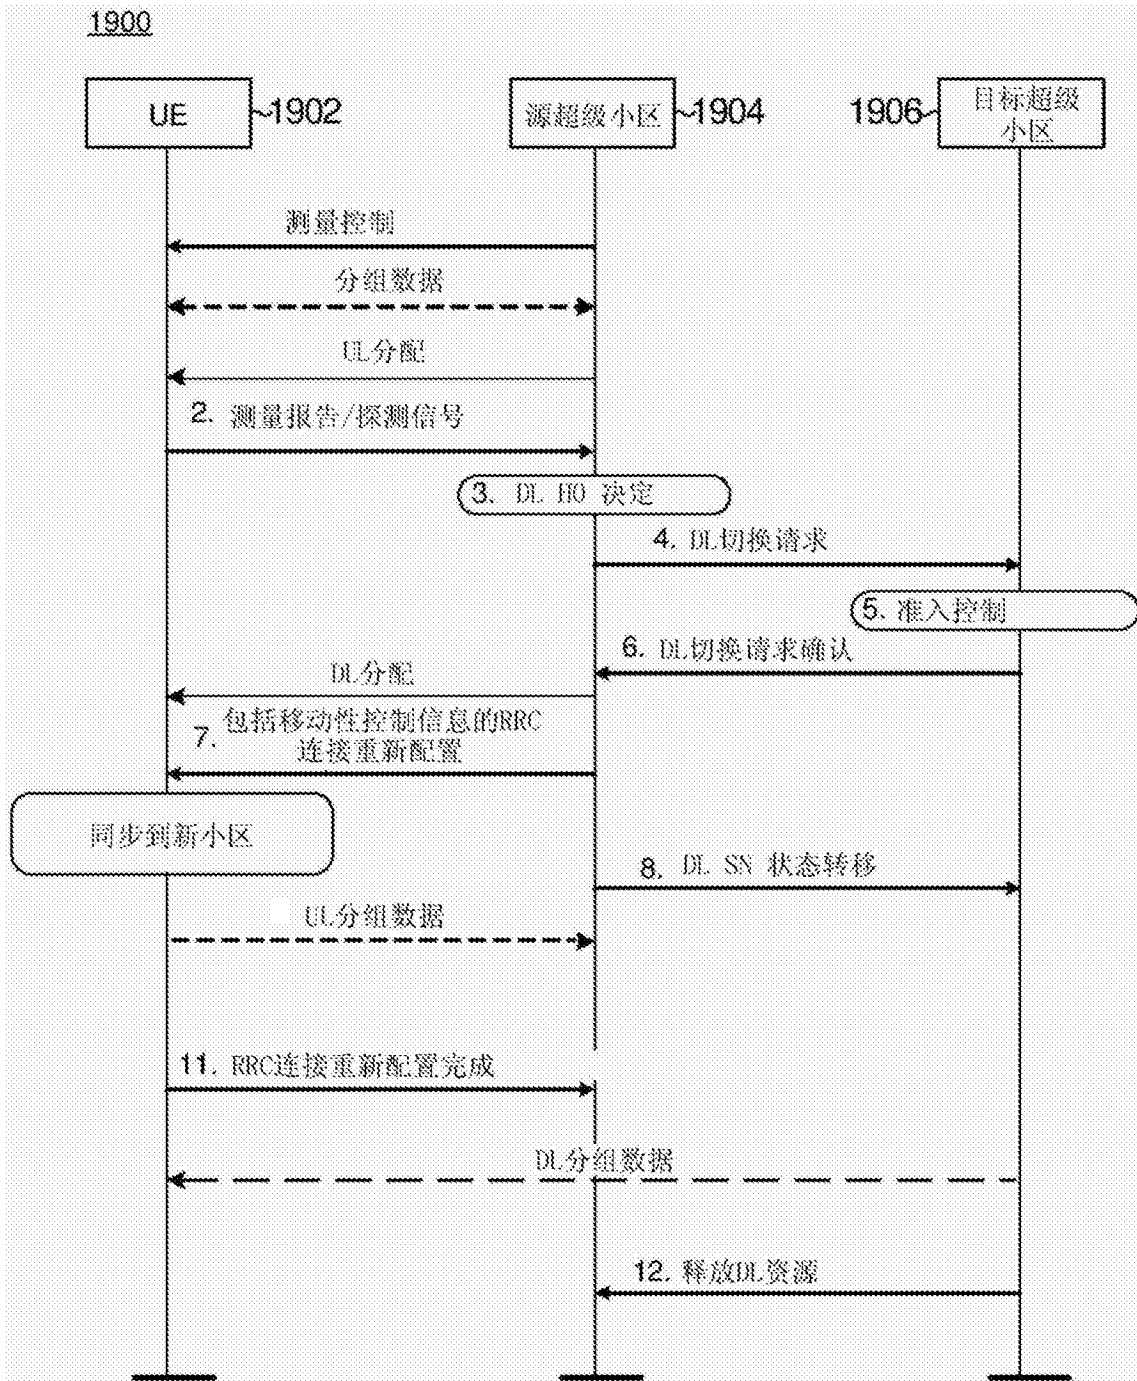 1900
UE
1902
源超级小区
1904
1906
目标超级
小区
测量控制
分组数据
UL分配
2. 测量报告/探测信号
3. DL HO 决定
4. DL切换请求
5. 准入控制
6. DL切换请求确认
DL分配
7. 包括移动性控制信息的RRC
连接重新配置
同步到新小区
8. DL SN 状态转移
UL分组数据
11. RRC连接重新配置完成
DL分组数据
12. 释放DL资源